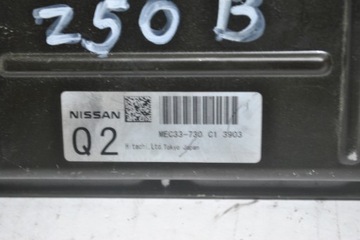 Z50 B
NISSAN
Q2
MEC33-730 C1 3903
Hitachi, Ltd. Tokyo Japan